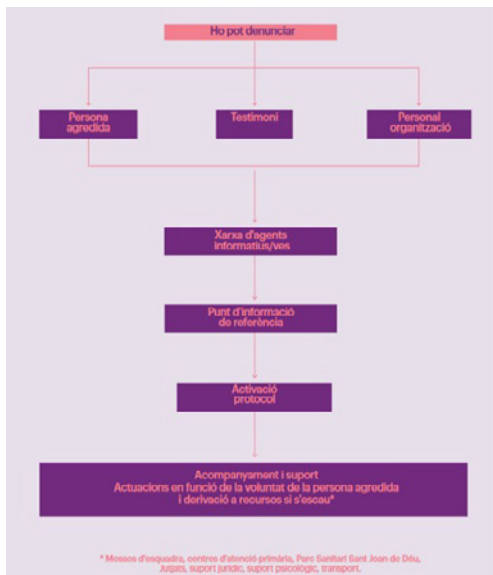 Ho pot denunciar
Persona
agredida
Testimoni
Personal
organització
Xarxa d'agents
informatius/ves
Punt d'informació
de referència
Activació
protocol
Acompanyament i suport
Actuacions en funció de la voluntat de la persona agredida
i derivació a recursos si s'escau*
* Mossos d'esquadra, centres d'atenció primària, Parc Sanitari Sant Joan de Déu,
Jutjats, suport jurídic, suport psicològic, transport.